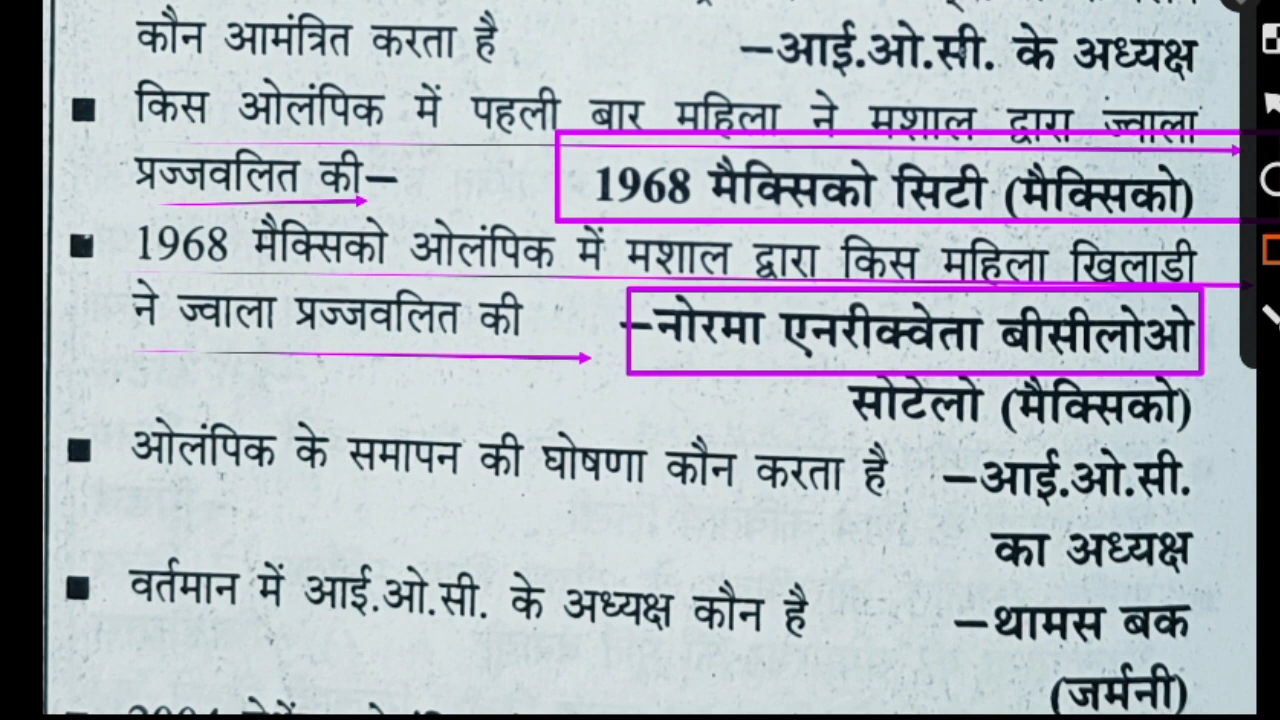 कौन आमंत्रित करता है –आई.ओ.सी. के अध्यक्ष
■ किस ओलंपिक में पहली बार महिला ने मशाल द्वारा ज्वाला
प्रज्जवलित की– 1968 मैक्सिको सिटी (मैक्सिको)
■ 1968 मैक्सिको ओलंपिक में मशाल द्वारा किस महिला खिलाडी
ने ज्वाला प्रज्जवलित की –नोरमा एनरीक्वेता बीसीलोओ
सोटेलो (मैक्सिको)
■ ओलंपिक के समापन की घोषणा कौन करता है –आई.ओ.सी.
का अध्यक्ष
■ वर्तमान में आई.ओ.सी. के अध्यक्ष कौन है –थामस बक
(जर्मनी)